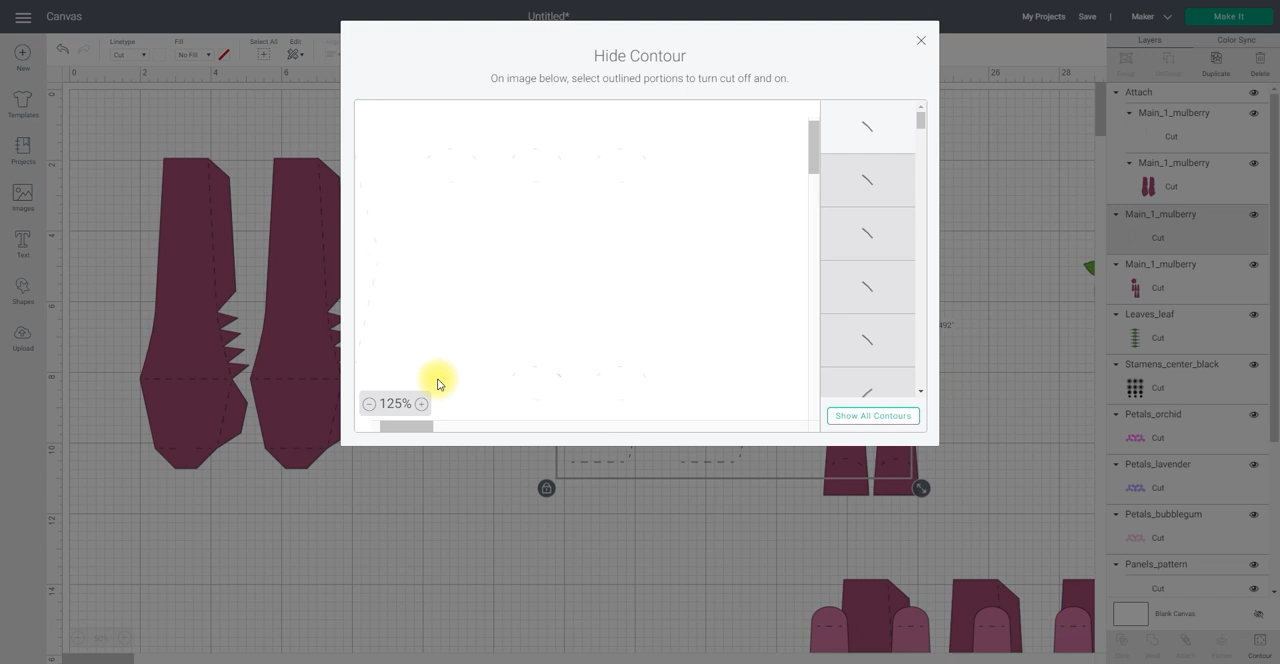 Canvas
Untitled*
My Projects
Save
|
Maker
Make It
New
Templates
Projects
Images
Text
Shapes
Upload
Linetype
Cut
Fill
No Fill
Select All
Edit
0
2
4
6
26
28
0
2
4
6
8
10
12
14
Hide Contour
On image below, select outlined portions to turn cut off and on.
125%
Show All Contours
Layers
Color Sync
Duplicate
Delete
Attach
Main_1_mulberry
Cut
Main_1_mulberry
Cut
Main_1_mulberry
Cut
Main_1_mulberry
Cut
Leaves_leaf
Cut
Stamens_center_black
Cut
Petals_orchid
Cut
Petals_lavender
Cut
Petals_bubblegum
Cut
Panels_pattern
Cut
Blank Canvas
Contour